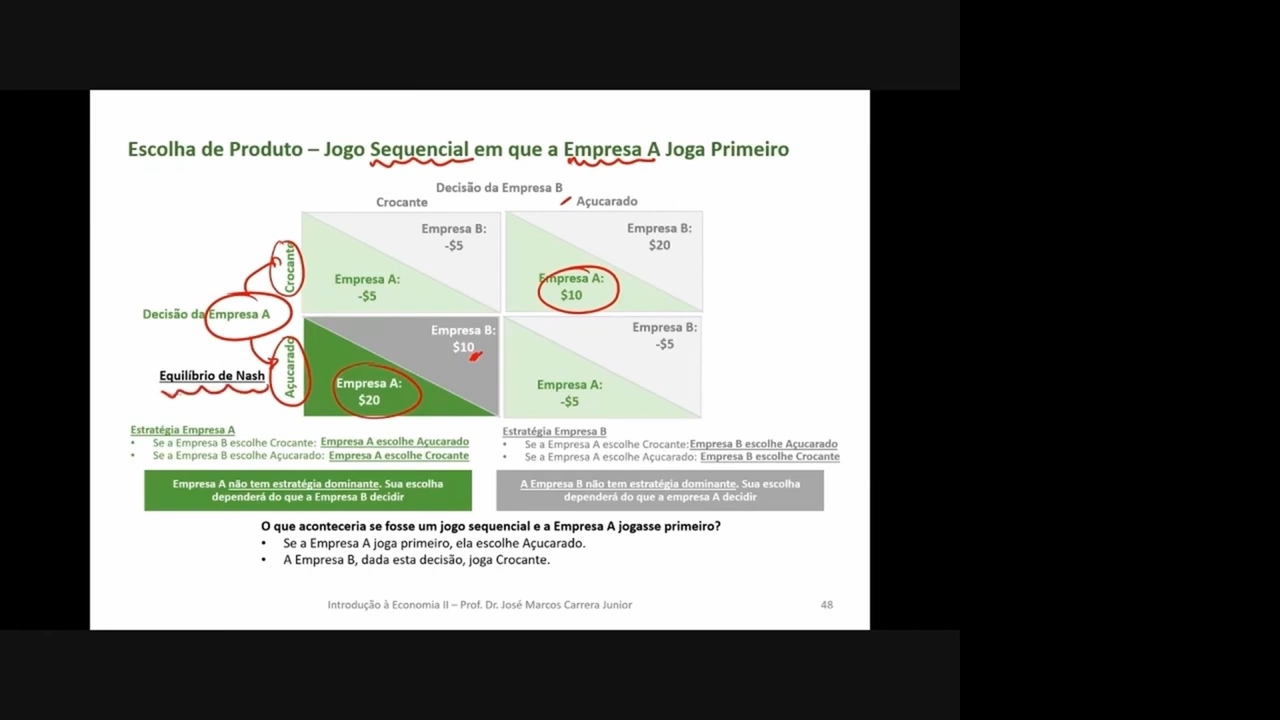 Escolha de Produto – Jogo Sequencial em que a Empresa A Joga Primeiro
Decisão da Empresa B
Crocante
Açucarado
Empresa B:
-$5
Empresa B:
$20
Crocante
Empresa A:
-$5
Empresa A:
$10
Decisão da Empresa A
Empresa B:
$10
Empresa B:
-$5
Açucarado
Equilíbrio de Nash
Empresa A:
$20
Empresa A:
-$5
Estratégia Empresa A
• Se a Empresa B escolhe Crocante: Empresa A escolhe Açucarado
• Se a Empresa B escolhe Açucarado: Empresa A escolhe Crocante
Estratégia Empresa B
• Se a Empresa A escolhe Crocante:Empresa B escolhe Açucarado
• Se a Empresa A escolhe Açucarado: Empresa B escolhe Crocante
Empresa A não tem estratégia dominante. Sua escolha
dependerá do que a Empresa B decidir
A Empresa B não tem estratégia dominante. Sua escolha
dependerá do que a empresa A decidir
O que aconteceria se fosse um jogo sequencial e a Empresa A jogasse primeiro?
• Se a Empresa A joga primeiro, ela escolhe Açucarado.
• A Empresa B, dada esta decisão, joga Crocante.
Introdução à Economia II – Prof. Dr. José Marcos Carrera Junior
48